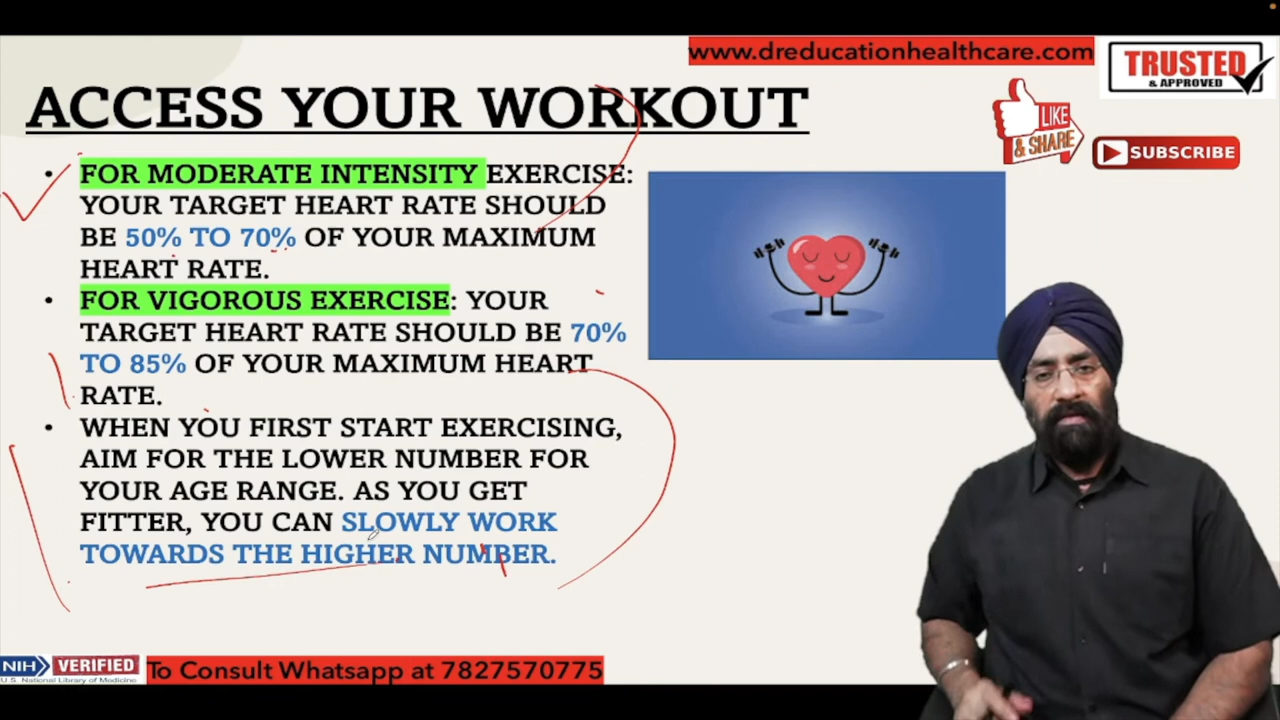 www.dreducationhealthcare.com
TRUSTED
& APPROVED
ACCESS YOUR WORKOUT
LIKE
& SHARE
SUBSCRIBE
• FOR MODERATE INTENSITY EXERCISE:
YOUR TARGET HEART RATE SHOULD
BE 50% TO 70% OF YOUR MAXIMUM
HEART RATE.
• FOR VIGOROUS EXERCISE: YOUR
TARGET HEART RATE SHOULD BE 70%
TO 85% OF YOUR MAXIMUM HEART
RATE.
• WHEN YOU FIRST START EXERCISING,
AIM FOR THE LOWER NUMBER FOR
YOUR AGE RANGE. AS YOU GET
FITTER, YOU CAN SLOWLY WORK
TOWARDS THE HIGHER NUMBER.
NIH VERIFIED
U.S. National Library of Medicine
To Consult Whatsapp at 7827570775